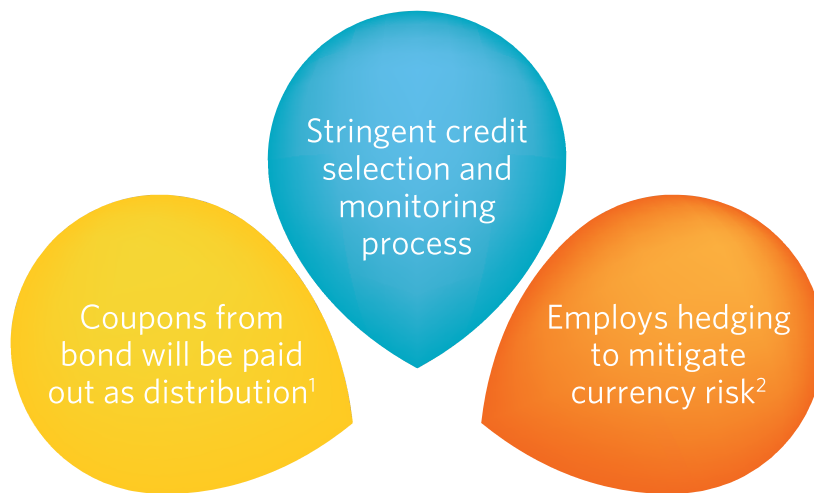 Stringent credit
selection and
monitoring
process
Coupons from
bond will be paid
out as distribution¹
Employs hedging
to mitigate
currency risk²